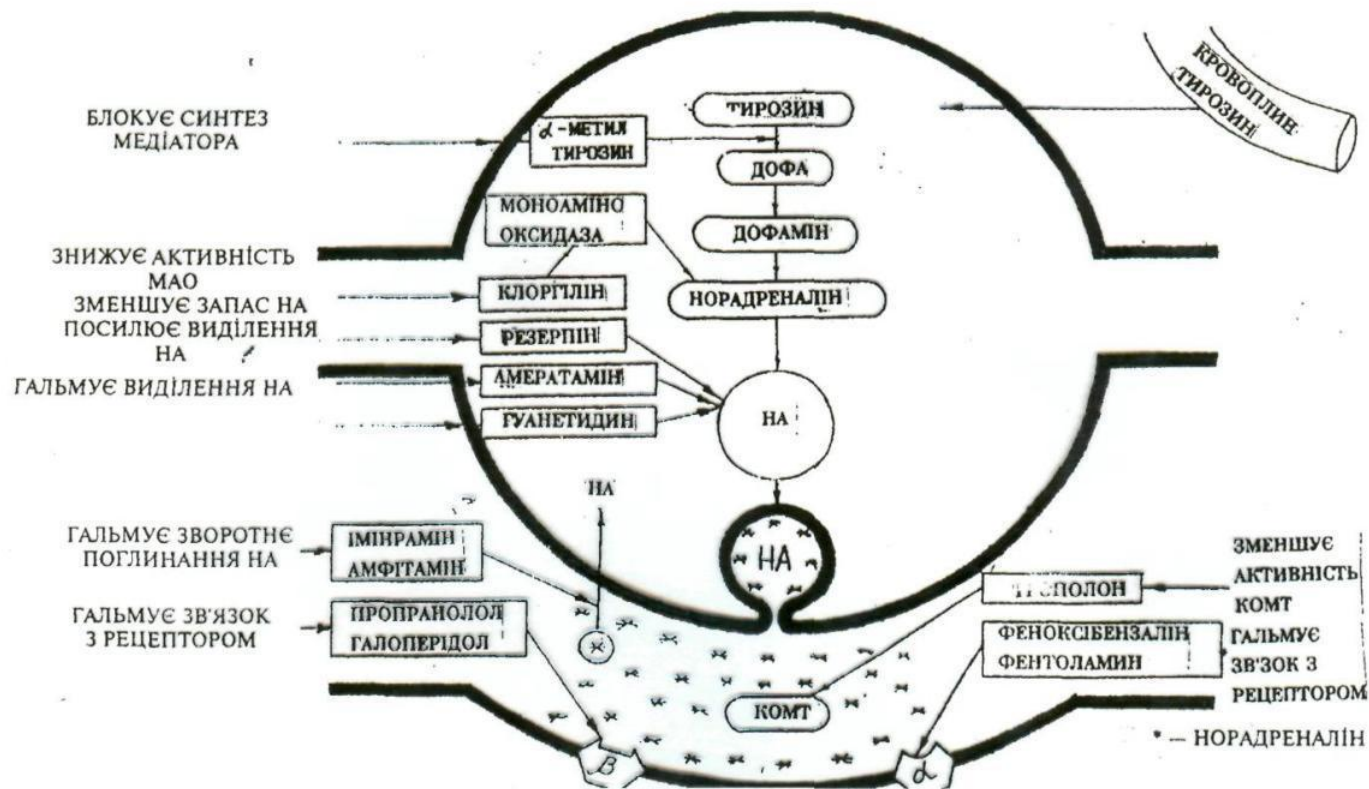 БЛОКУЄ СИНТЕЗ
МЕДІАТОРА
α-МЕТИЛ
ТИРОЗИН
ТИРОЗИН
КРОВОПЛИН
ТИРОЗИН
ДОФА
МОНОАМІНО
ОКСИДАЗА
ДОФАМІН
ЗНИЖУЄ АКТИВНІСТЬ
МАО
КЛОРГІЛІН
НОРАДРЕНАЛІН
ЗМЕНШУЄ ЗАПАС НА
ПОСИЛЮЄ ВИДІЛЕННЯ
НА
РЕЗЕРПІН
ГАЛЬМУЄ ВИДІЛЕННЯ НА
АМЕРАТАМІН
ГУАНЕТИДИН
НА
НА
НА
ГАЛЬМУЄ ЗВОРОТНЄ
ПОГЛИНАННЯ НА
ІМІНРАМІН
АМФІТАМІН
ЗМЕНШУЄ
АКТИВНІСТЬ
КОМТ
ГАЛЬМУЄ ЗВ'ЯЗОК
З РЕЦЕПТОРОМ
ПРОПРАНОЛОЛ
ГАЛОПЕРІДОЛ
ФЕНОКСІБЕНЗАЛІН
ФЕНТОЛАМИН
ГАЛЬМУЄ
ЗВ'ЗОК З
РЕЦЕПТОРОМ
КОМТ
β
α
* — НОРАДРЕНАЛІН